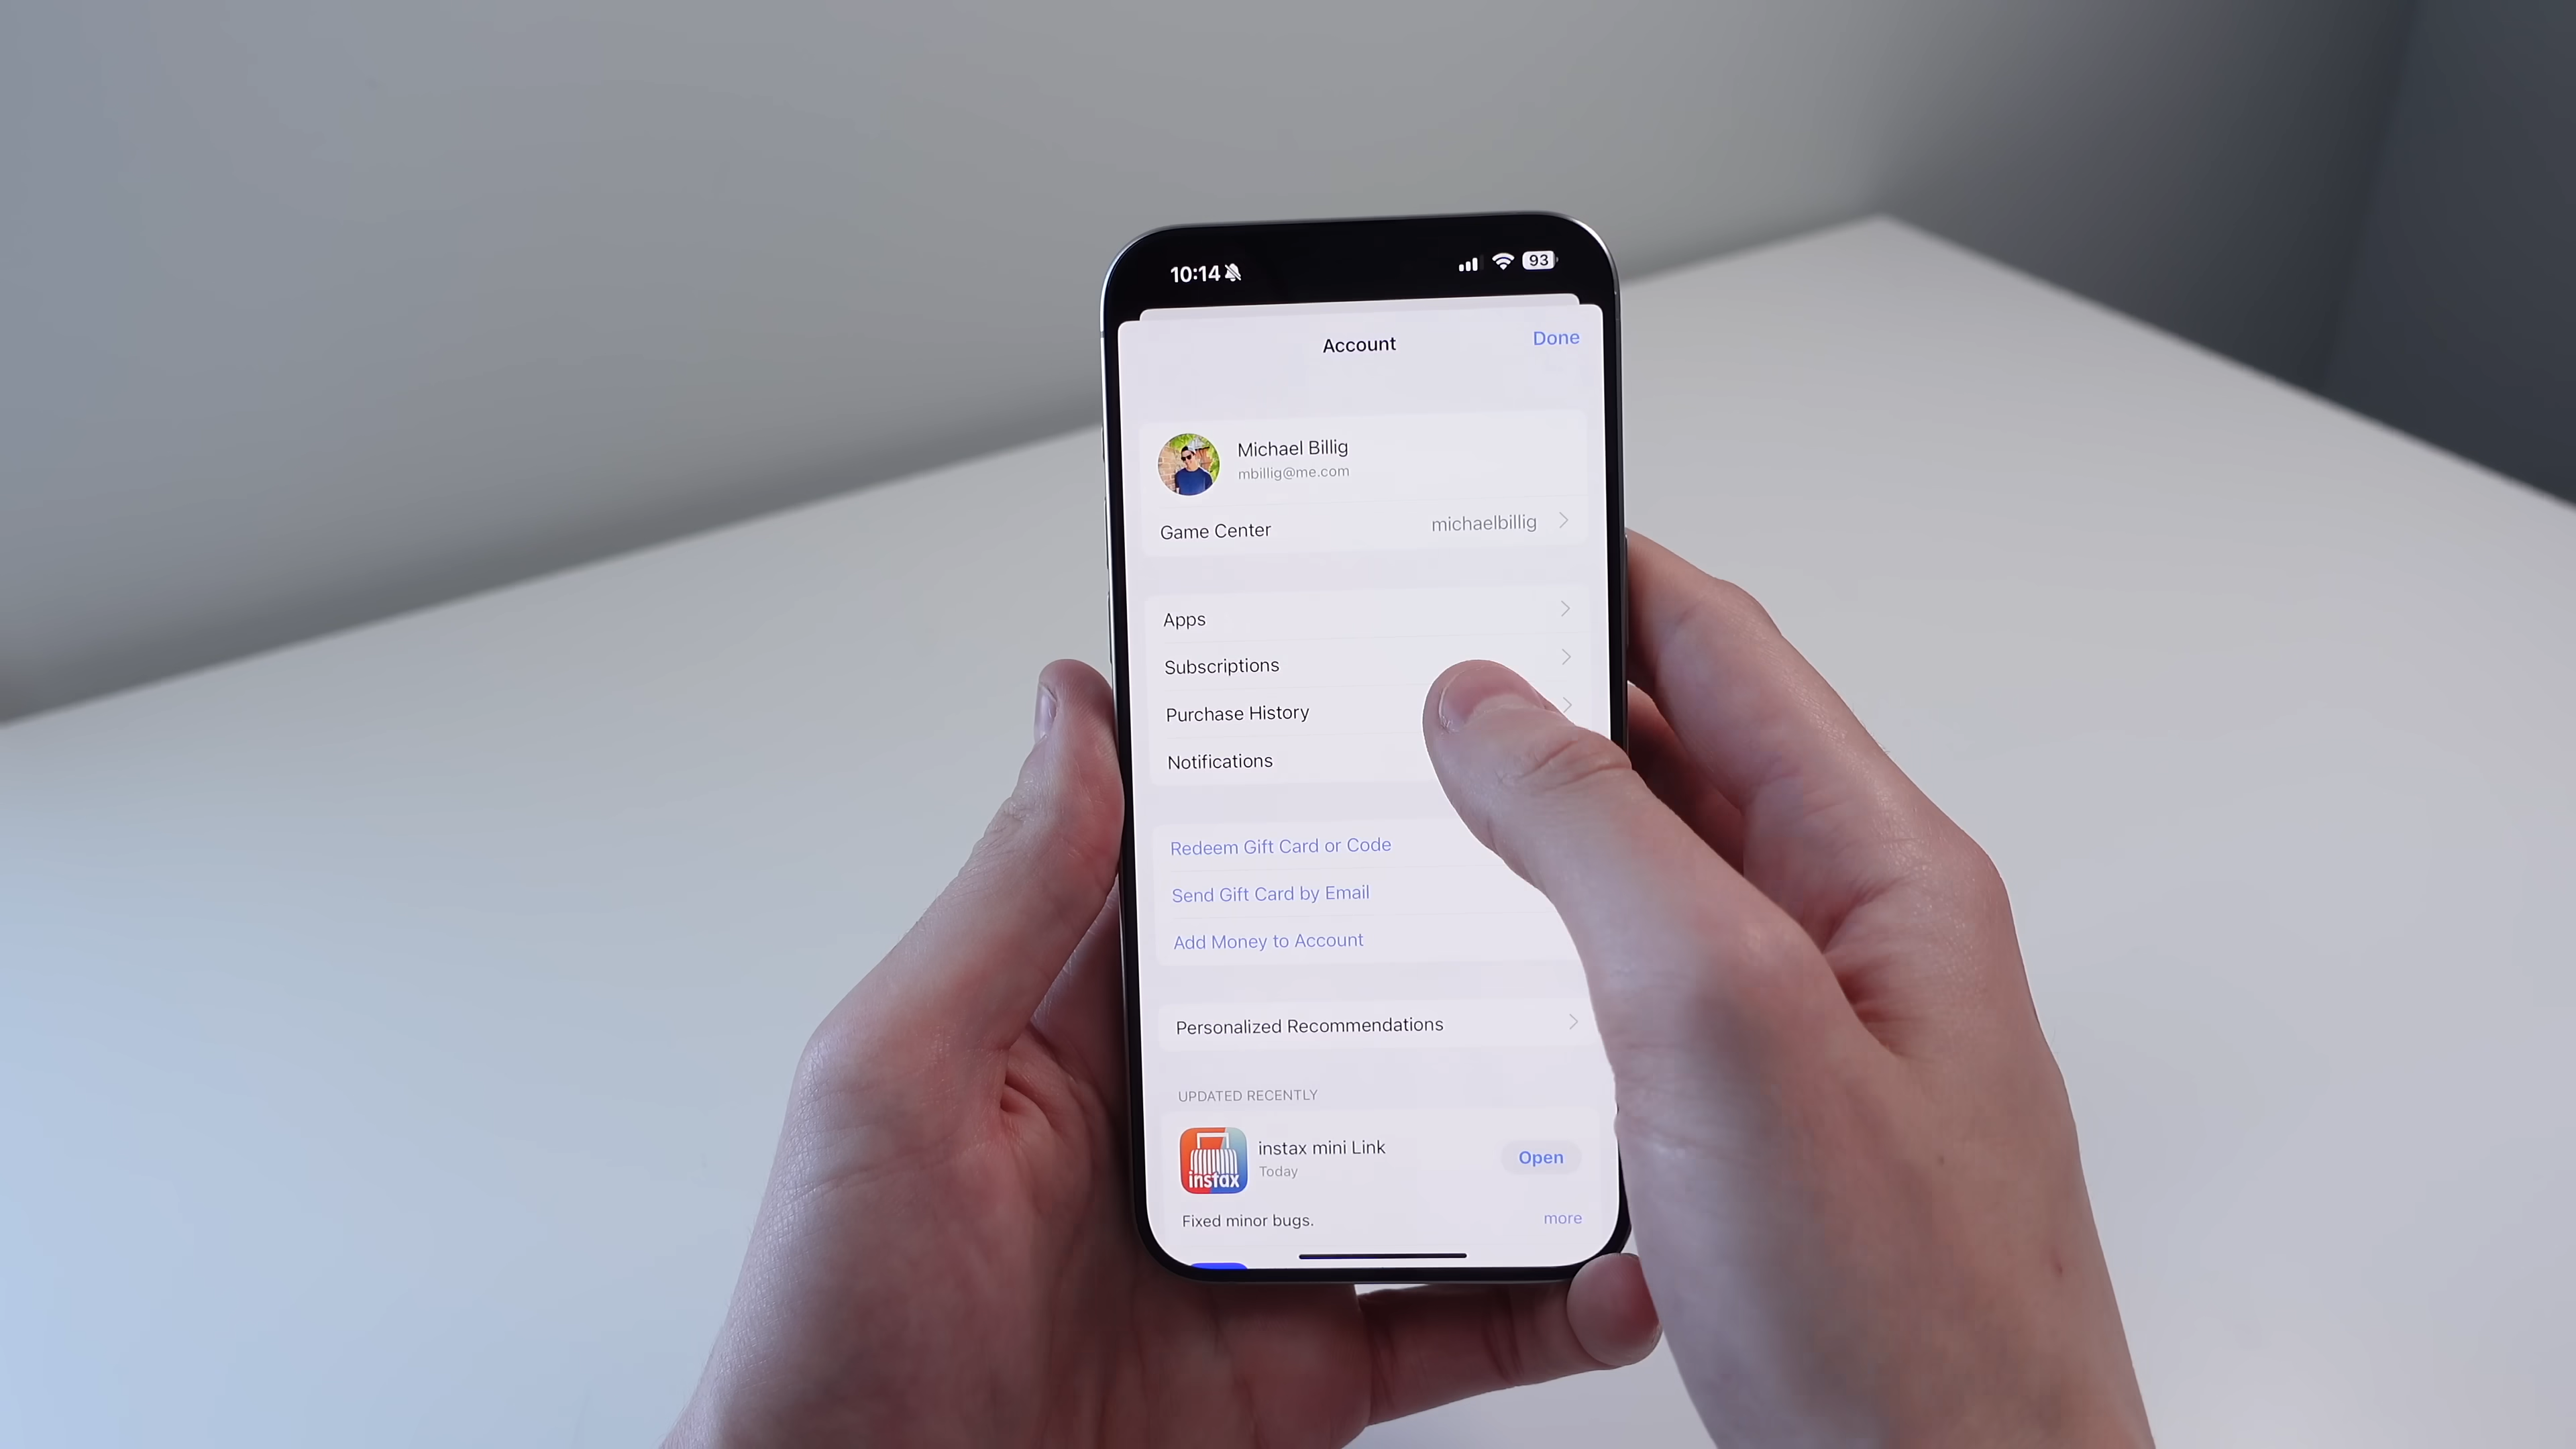 10:14
93
Account
Done
Michael Billig
mbillig@me.com
Game Center
michaelbillig
Apps
Subscriptions
Purchase History
Notifications
Redeem Gift Card or Code
Send Gift Card by Email
Add Money to Account
Personalized Recommendations
UPDATED RECENTLY
instax
instax mini Link
Today
Open
Fixed minor bugs.
more